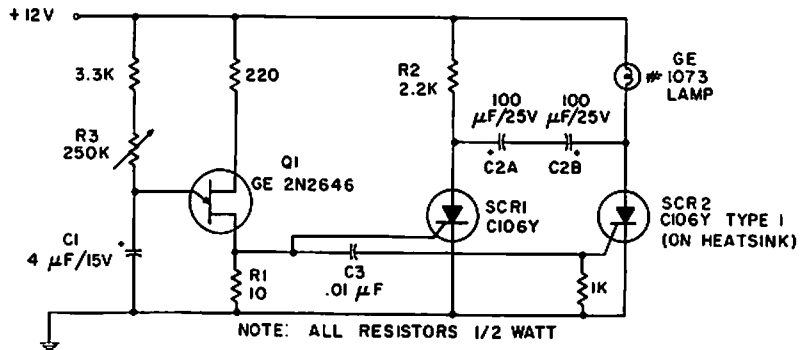 +12V
3.3K
R3
250K
C1
4 μF/15V
220
Q1
GE 2N2646
R1
10
C3
.01 μF
R2
2.2K
100
μF/25V
C2A
100
μF/25V
C2B
SCR1
C106Y
GE
# 1073
LAMP
SCR2
C106Y TYPE 1
(ON HEATSINK)
1K
NOTE: ALL RESISTORS 1/2 WATT